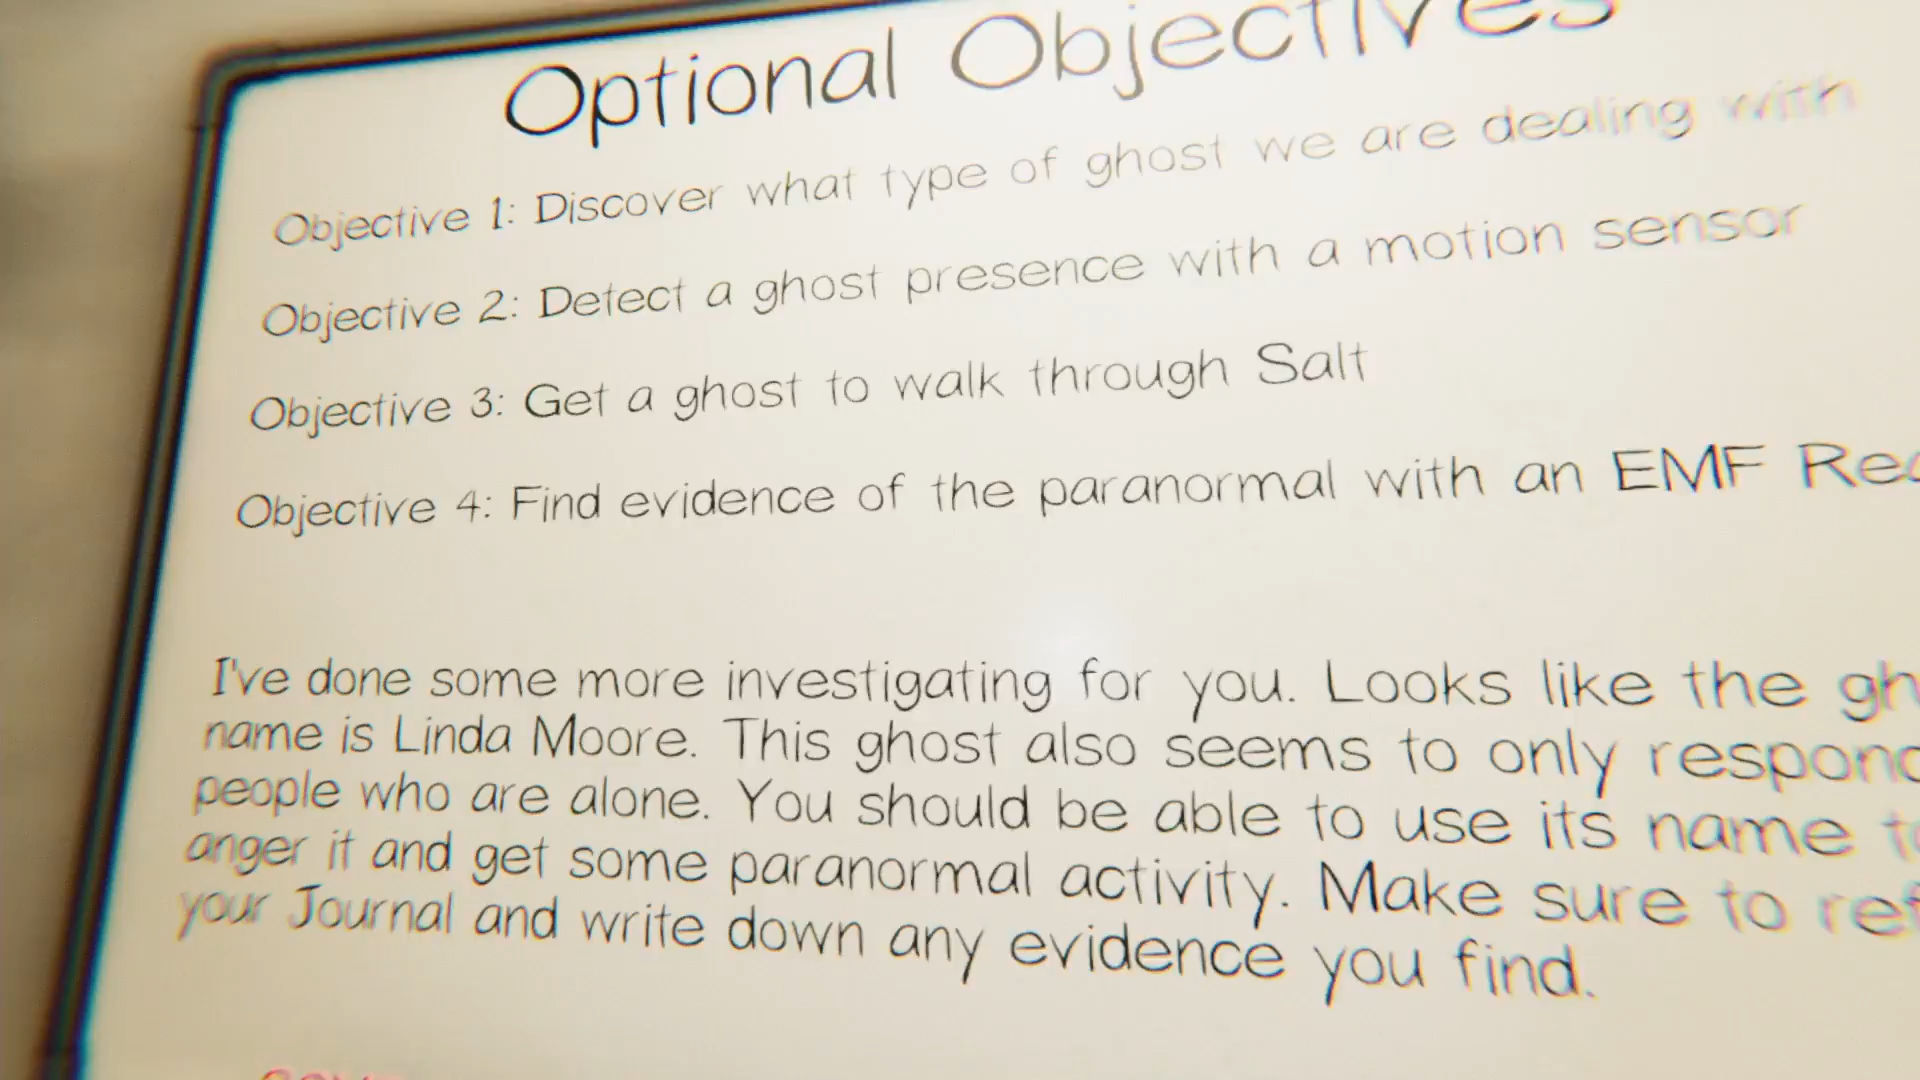 Optional Objectives
Objective 1: Discover what type of ghost we are dealing with
Objective 2: Detect a ghost presence with a motion sensor
Objective 3: Get a ghost to walk through Salt
Objective 4: Find evidence of the paranormal with an EMF
I've done some more investigating for you. Looks like the
name is Linda Moore. This ghost also seems to only respond
people who are alone. You should be able to use its name
anger it and get some paranormal activity. Make sure to
your Journal and write down any evidence you find.